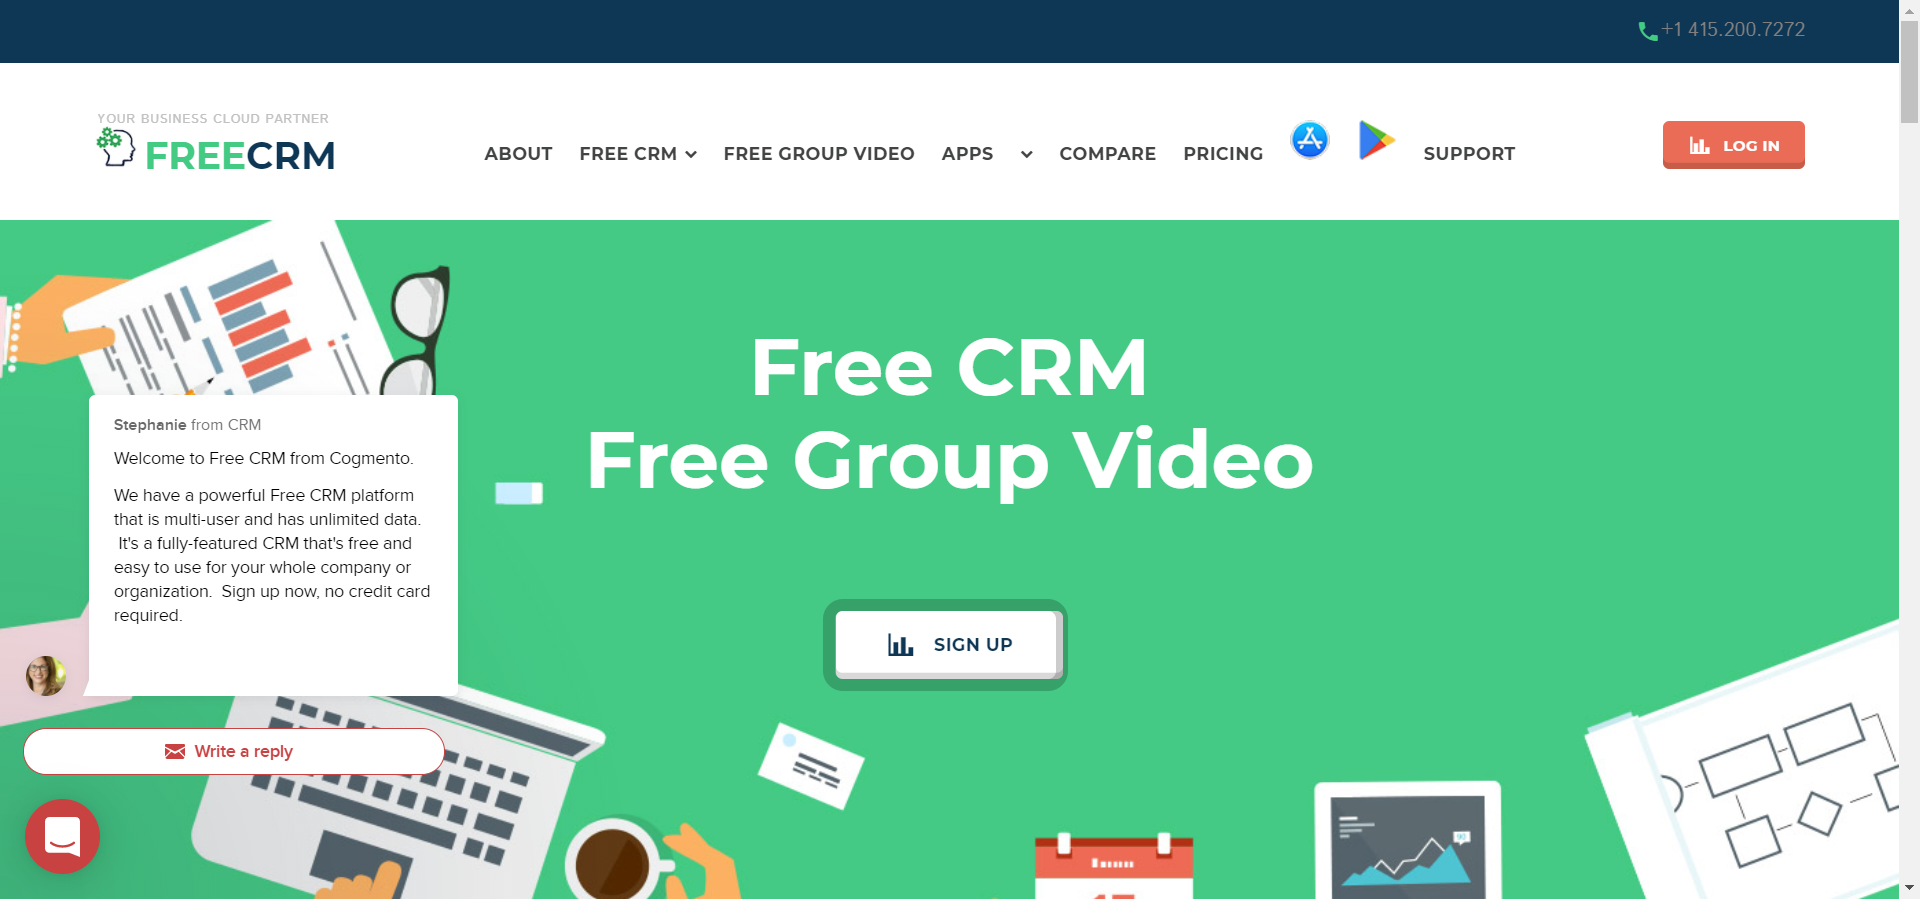 +1 415.200.7272
YOUR BUSINESS CLOUD PARTNER
FREECRM
ABOUT FREE CRM FREE GROUP VIDEO APPS COMPARE PRICING SUPPORT
LOG IN
Free CRM
Free Group Video
SIGN UP
Stephanie from CRM
Welcome to Free CRM from Cogmento.
We have a powerful Free CRM platform
that is multi-user and has unlimited data.
It's a fully-featured CRM that's free and
easy to use for your whole company or
organization. Sign up now, no credit card
required.
Write a reply